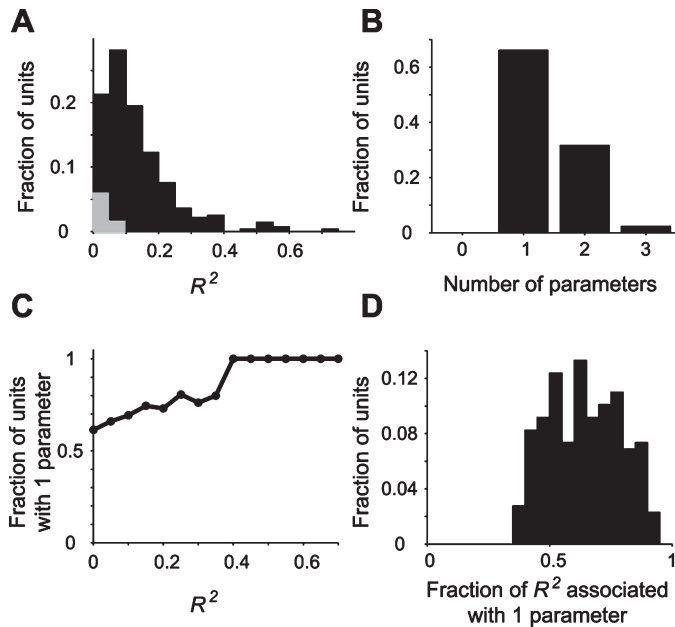 A
Fraction of units
0.2
0.1
0
0 0.2 0.4 0.6
R²
B
Fraction of units
0.6
0.4
0.2
0
0 1 2 3
Number of parameters
C
Fraction of units
with 1 parameter
1
0.5
0
0 0.2 0.4 0.6
R²
D
Fraction of units
0.12
0.08
0.04
0
0 0.5 1
Fraction of R² associated
with 1 parameter